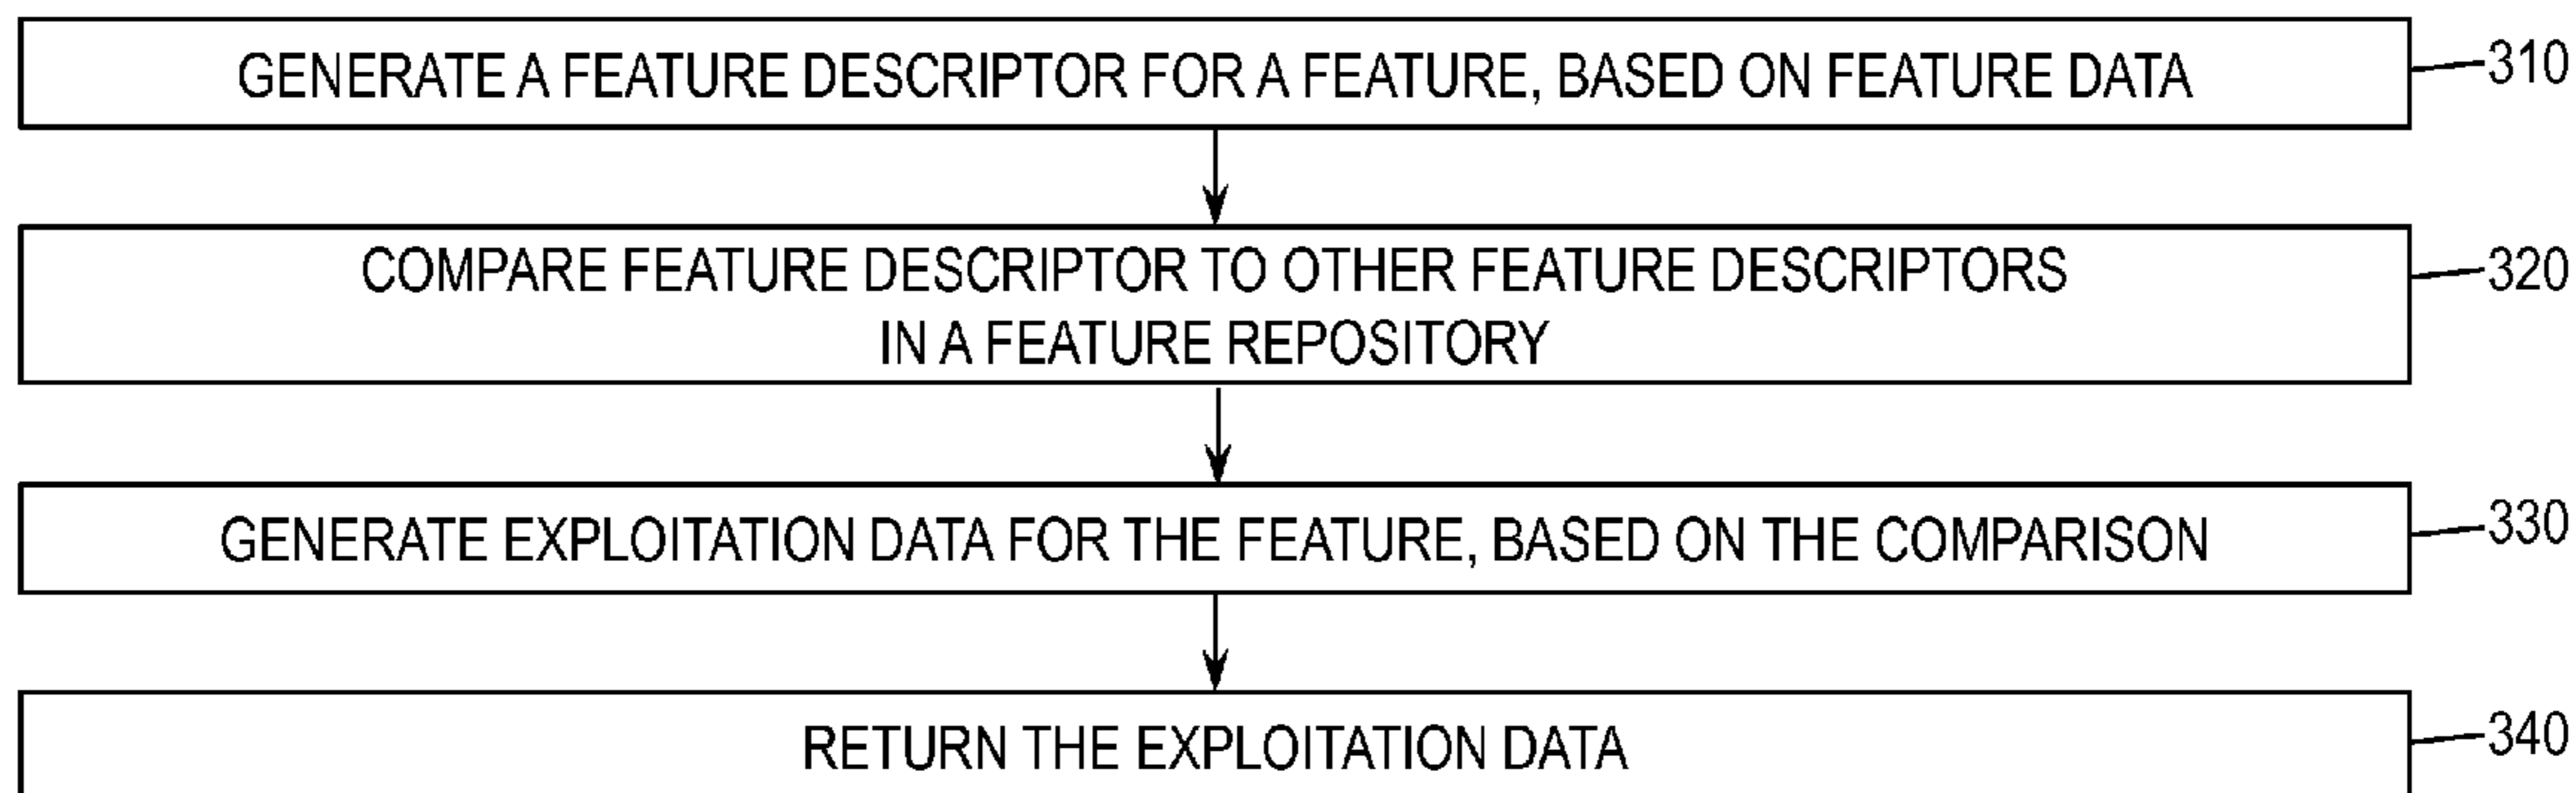 GENERATE A FEATURE DESCRIPTOR FOR A FEATURE, BASED ON FEATURE DATA
310
COMPARE FEATURE DESCRIPTOR TO OTHER FEATURE DESCRIPTORS
IN A FEATURE REPOSITORY
320
GENERATE EXPLOITATION DATA FOR THE FEATURE, BASED ON THE COMPARISON
330
RETURN THE EXPLOITATION DATA
340